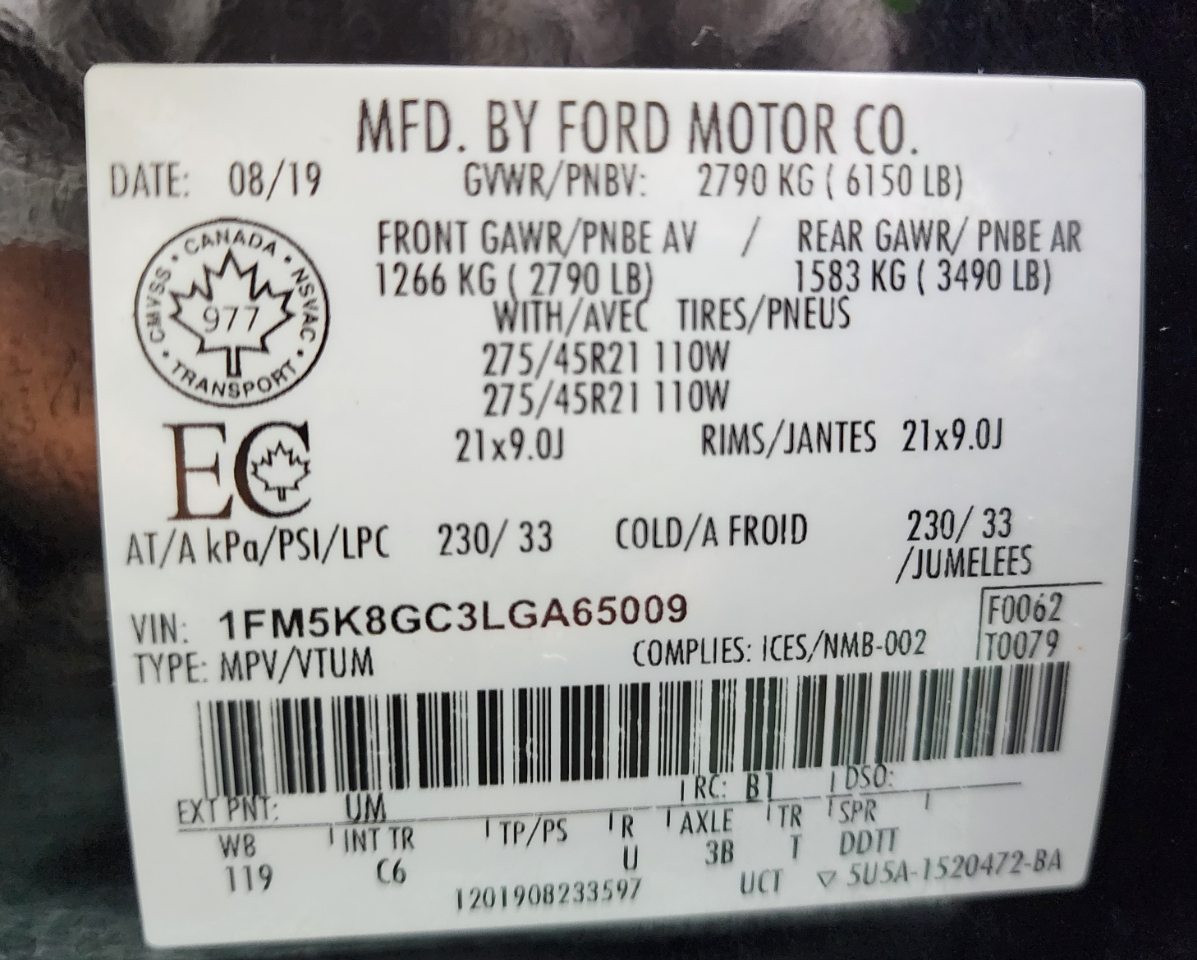 MFD. BY FORD MOTOR CO.
DATE: 08/19 GVWR/PNBV: 2790 KG ( 6150 LB)
FRONT GAWR/PNBE AV / REAR GAWR/ PNBE AR
1266 KG ( 2790 LB) 1583 KG ( 3490 LB)
WITH/AVEC TIRES/PNEUS
275/45R21 110W
275/45R21 110W
21x9.0J RIMS/JANTES 21x9.0J
CANADA • NSVAC • TRANSPORT • CMVSS •
977
EC
AT/A kPa/PSI/LPC 230/ 33 COLD/A FROID 230/ 33
/JUMELEES
VIN: 1FM5K8GC3LGA65009 F0062
TYPE: MPV/VTUM COMPLIES: ICES/NMB-002 T0079
EXT PNT: UM RC: B1 DSO:
WB INT TR TP/PS R AXLE TR SPR
119 C6 U 3B T DDTT
1201908233597 UCT ▽ 5U5A-1520472-BA